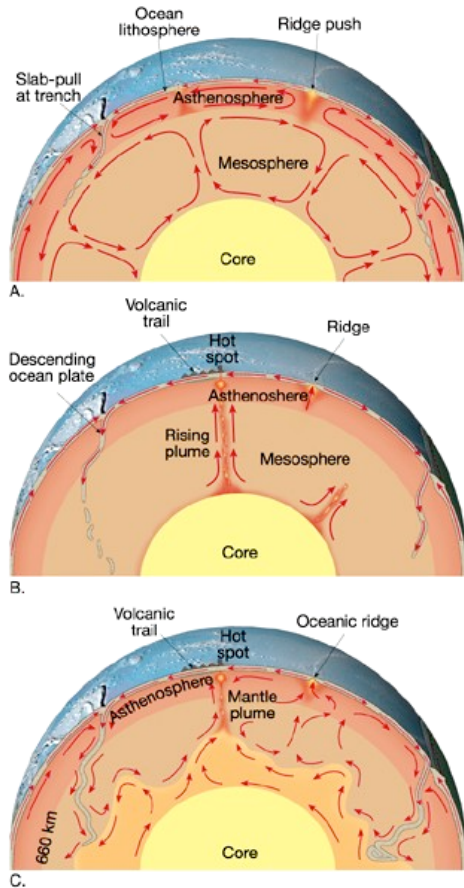 Ocean
lithosphere
Ridge push
Slab-pull
at trench
Asthenosphere
Mesosphere
Core
A.
Volcanic
trail
Hot
spot
Ridge
Descending
ocean plate
Asthenoshere
Rising
plume
Mesosphere
Core
B.
Volcanic
trail
Hot
spot
Oceanic ridge
Asthenosphere
Mantle
plume
660 km
Core
C.